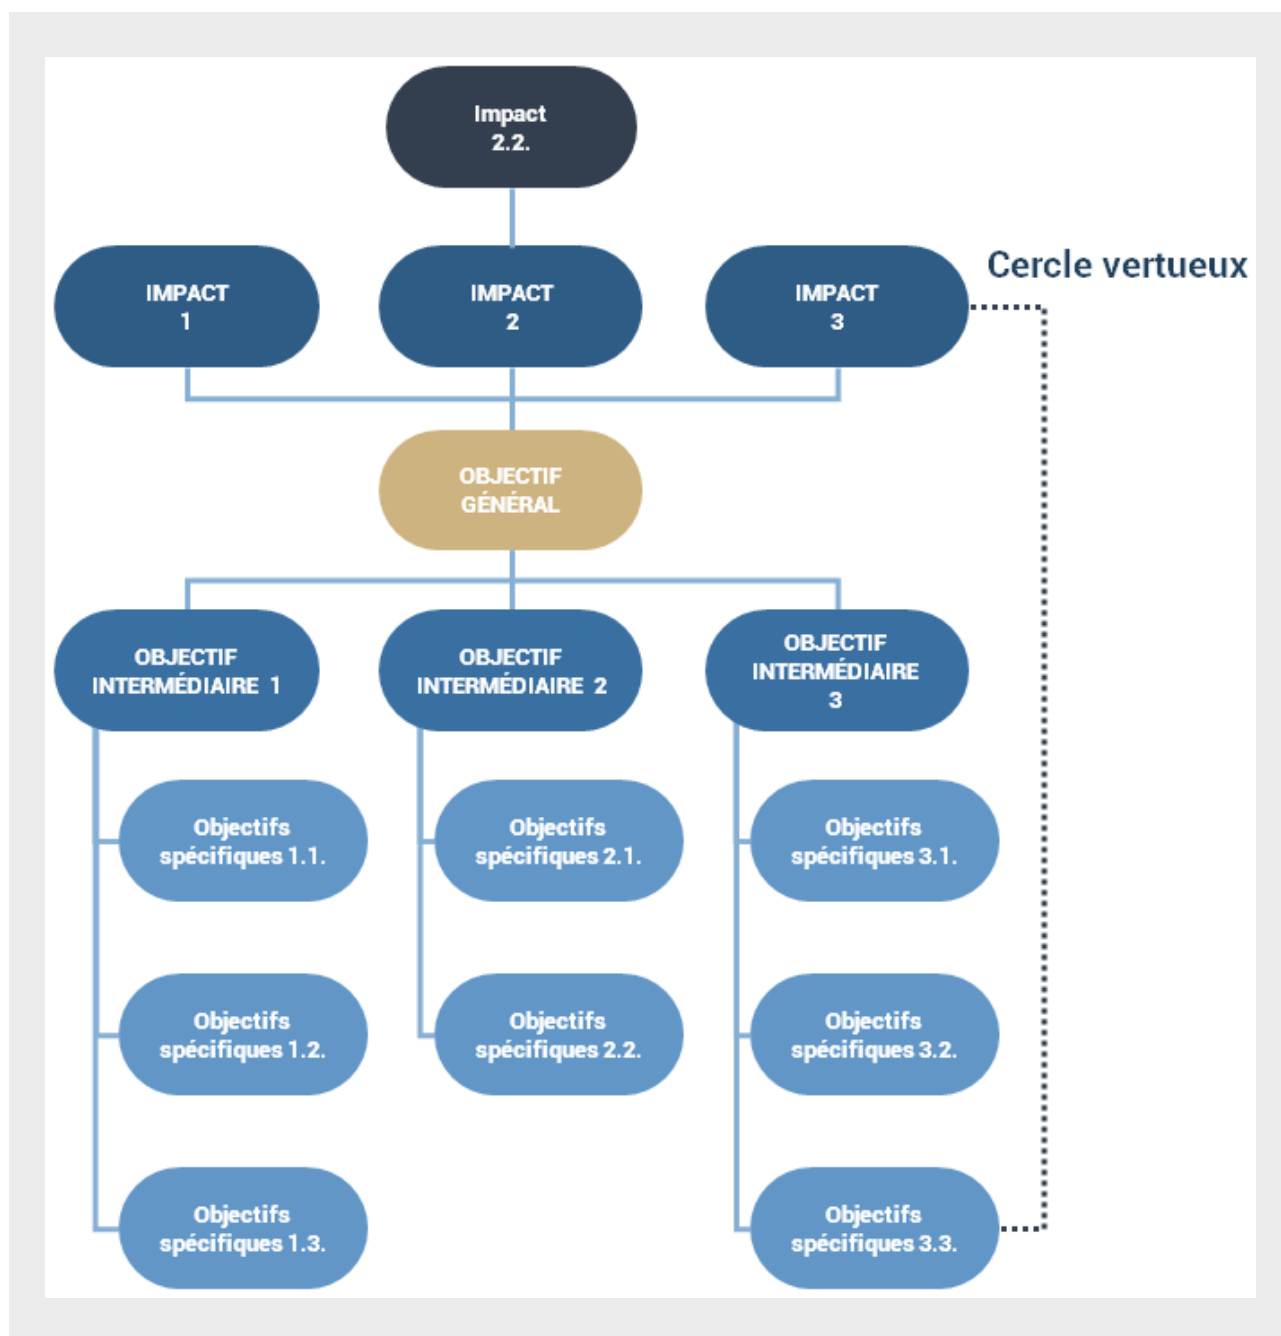 Impact
2.2.
IMPACT
1
IMPACT
2
IMPACT
3
Cercle vertueux
OBJECTIF
GÉNÉRAL
OBJECTIF
INTERMÉDIAIRE 1
OBJECTIF
INTERMÉDIAIRE 2
OBJECTIF
INTERMÉDIAIRE
3
Objectifs
spécifiques 1.1.
Objectifs
spécifiques 2.1.
Objectifs
spécifiques 3.1.
Objectifs
spécifiques 1.2.
Objectifs
spécifiques 2.2.
Objectifs
spécifiques 3.2.
Objectifs
spécifiques 1.3.
Objectifs
spécifiques 3.3.